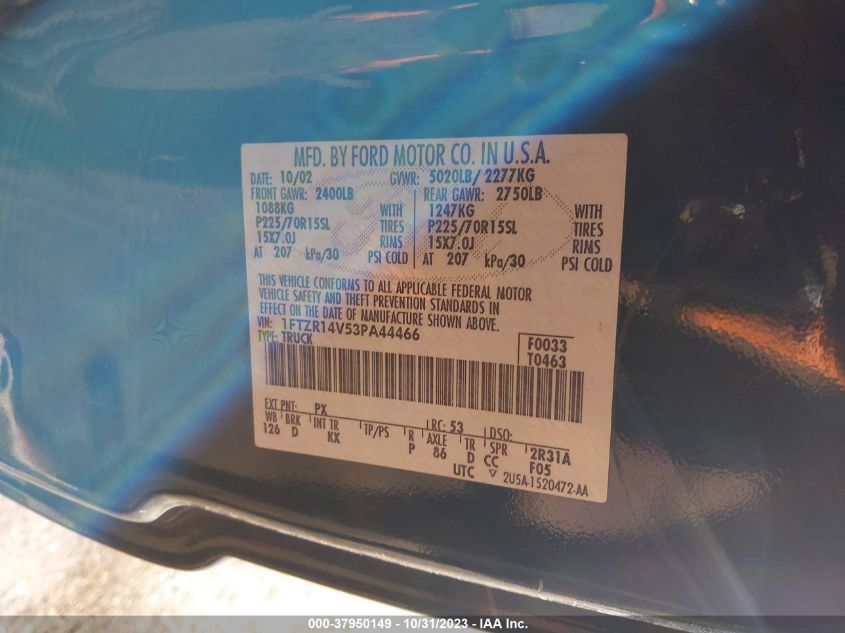 MFD. BY FORD MOTOR CO. IN U.S.A.
DATE: 10/02 GVWR: 5020LB/ 2277KG
FRONT GAWR: 2400LB REAR GAWR: 2750LB
1088KG WITH 1247KG WITH
P225/70R15SL TIRES P225/70R15SL TIRES
15X7.0J RIMS 15X7.0J RIMS
AT 207 kPa/30 PSI COLD AT 207 kPa/30 PSI COLD
THIS VEHICLE CONFORMS TO ALL APPLICABLE FEDERAL MOTOR
VEHICLE SAFETY AND THEFT PREVENTION STANDARDS IN
EFFECT ON THE DATE OF MANUFACTURE SHOWN ABOVE.
VIN: 1FTZR14V53PA44466
TYPE: TRUCK
F0033
T0463
EXT PNT: PX RC: 53 DSO:
WB BRK INT TR TP/PS R AXLE TR SPR 2R31A
126 D KX P 86 D CC F05
UTC ▽ 2U5A-1520472-AA
000-37950149 - 10/31/2023 - IAA Inc.